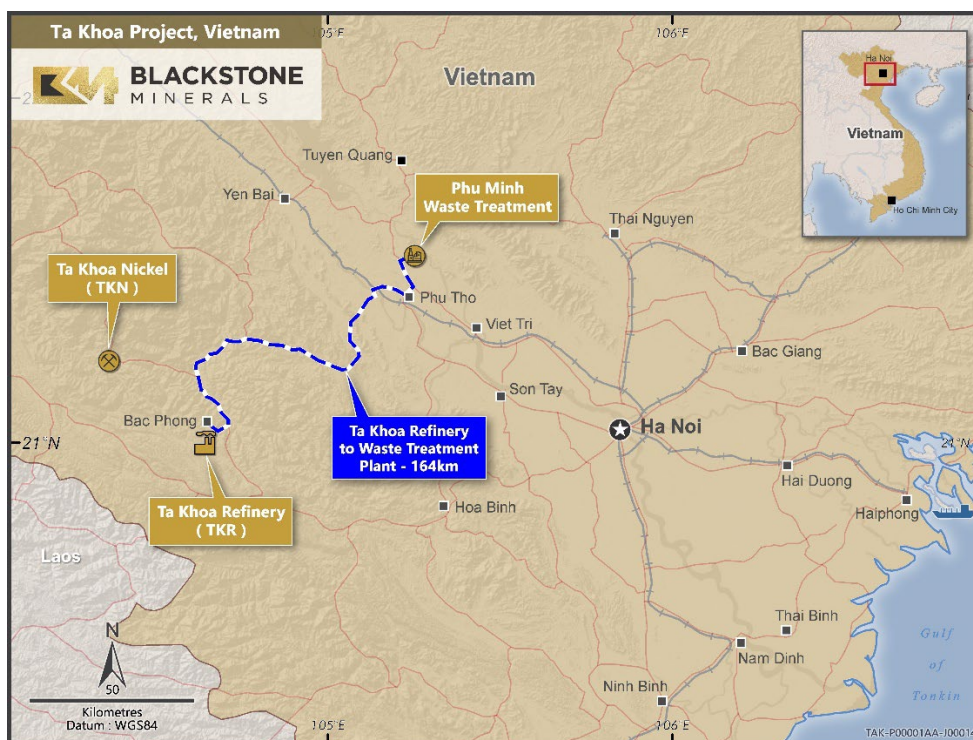 Ta Khoa Project, Vietnam
BLACKSTONE
MINERALS
105°E
106°E
Vietnam
Ha Noi
Vietnam
Ho Chi Minh City
Tuyen Quang
Yen Bai
Phu Minh
Waste Treatment
Thai Nguyen
Ta Khoa Nickel
( TKN )
Phu Tho
Viet Tri
Bac Giang
Son Tay
Bac Phong
Ha Noi
21°N
21°N
Ta Khoa Refinery
to Waste Treatment
Plant - 164km
Hai Duong
Haiphong
Ta Khoa Refinery
( TKR )
Hoa Binh
Laos
Thai Binh
Nam Dinh
Gulf
of
Tonkin
Ninh Binh
N
50
Kilometres
Datum : WGS84
105°E
106°E
TAK-P00001AA-J00014